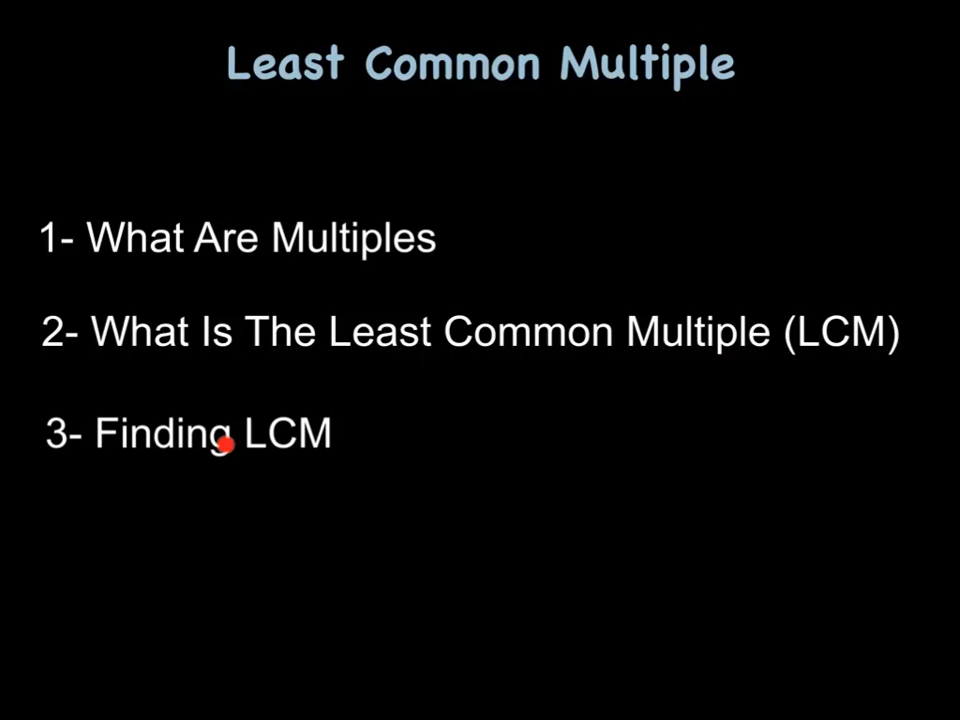 Least Common Multiple
1- What Are Multiples
2- What Is The Least Common Multiple (LCM)
3- Finding LCM